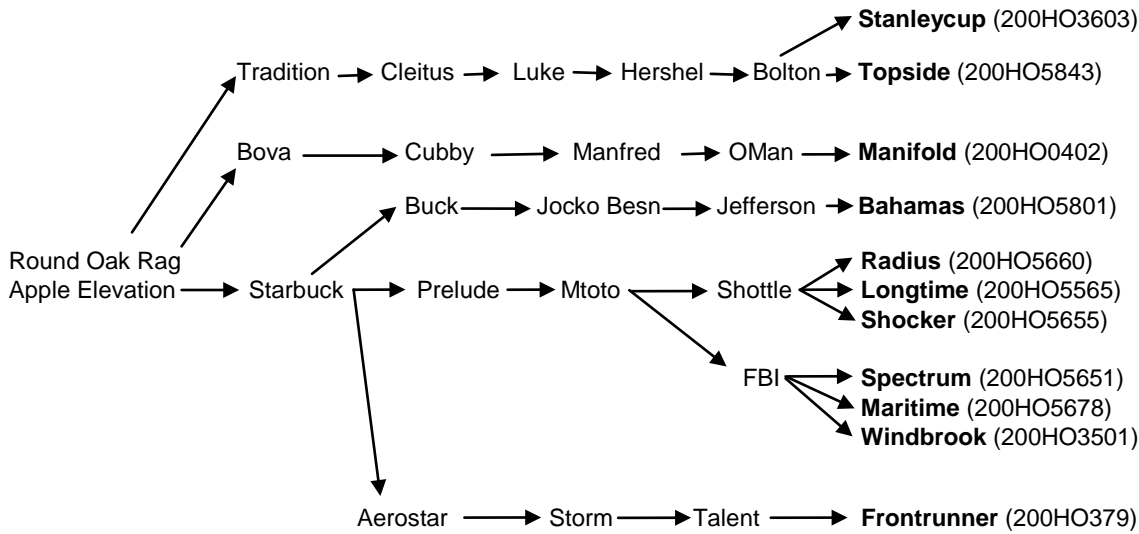 Stanleycup (200HO3603)
Tradition Cleitus Luke Hershel Bolton Topside (200HO5843)
Bova Cubby Manfred OMan Manifold (200HO0402)
Buck Jocko Besn Jefferson Bahamas (200HO5801)
Round Oak Rag
Apple Elevation Starbuck Prelude Mtoto Shottle
Radius (200HO5660)
Longtime (200HO5565)
Shocker (200HO5655)
FBI Spectrum (200HO5651)
Maritime (200HO5678)
Windbrook (200HO3501)
Aerostar Storm Talent Frontrunner (200HO379)